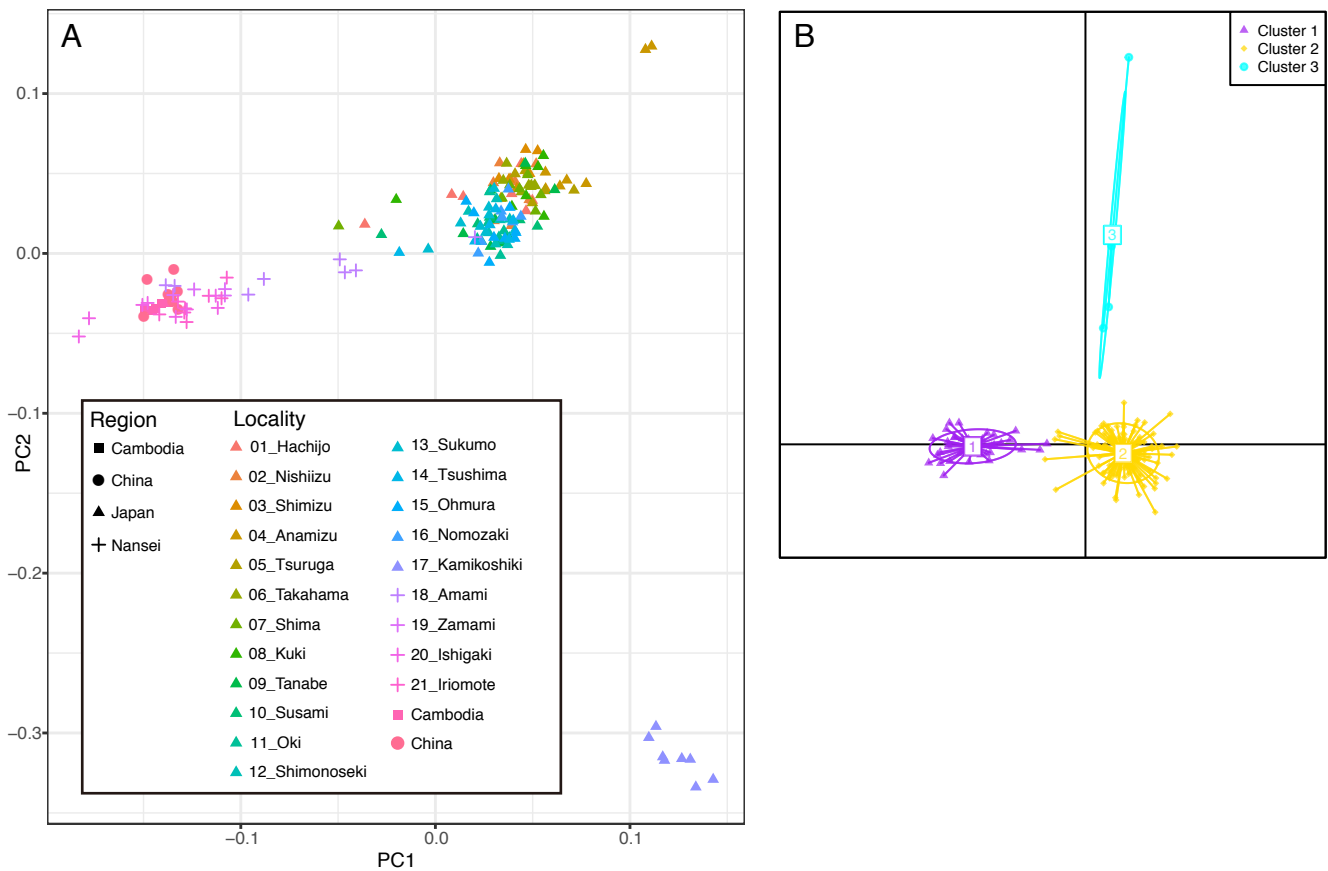 A
0.1
0.0
−0.1
−0.2
−0.3
PC2
−0.1
0.0
0.1
PC1
Region
Cambodia
China
Japan
Nansei
Locality
01_Hachijo
02_Nishiizu
03_Shimizu
04_Anamizu
05_Tsuruga
06_Takahama
07_Shima
08_Kuki
09_Tanabe
10_Susami
11_Oki
12_Shimonoseki
13_Sukumo
14_Tsushima
15_Ohmura
16_Nomozaki
17_Kamikoshiki
18_Amami
19_Zamami
20_Ishigaki
21_Iriomote
Cambodia
China
B
Cluster 1
Cluster 2
Cluster 3
3
1
2